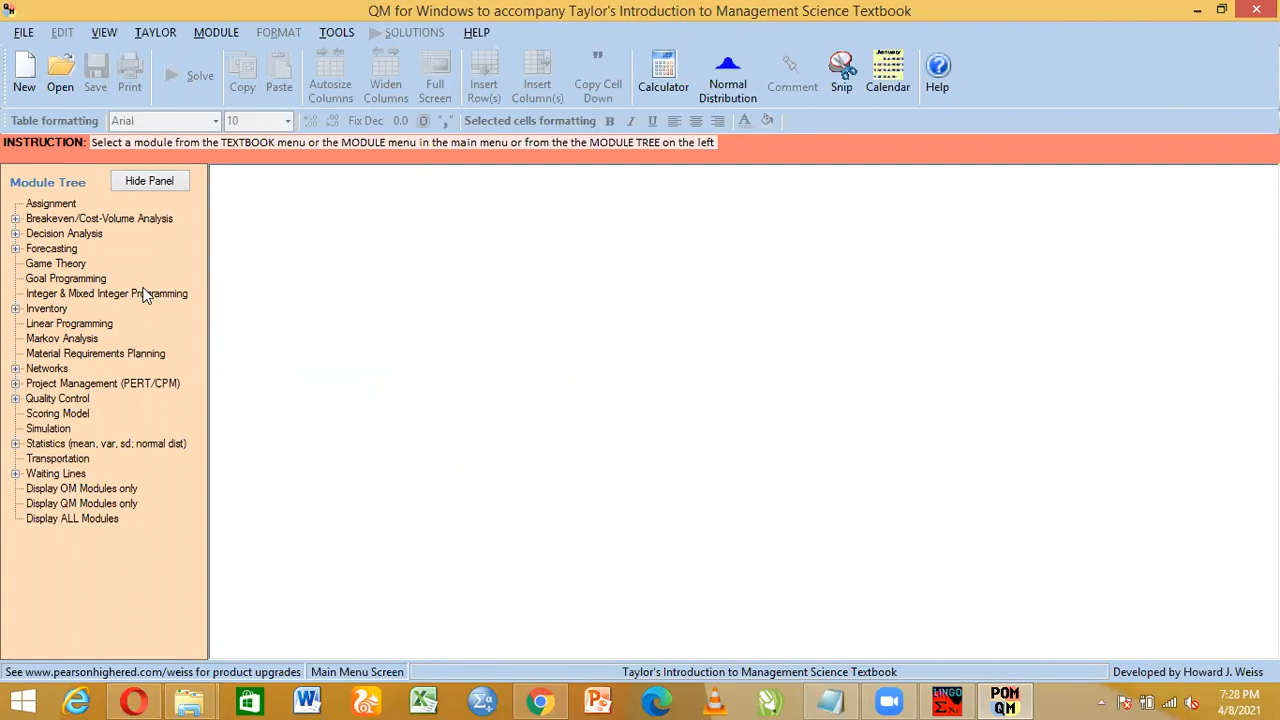 QM for Windows to accompany Taylor's Introduction to Management Science Textbook
FILE EDIT VIEW TAYLOR MODULE FORMAT TOOLS SOLUTIONS HELP
New Open Save Print Solve Copy Paste Autosize Columns Widen Columns Full Screen Insert Row(s) Insert Column(s) Copy Cell Down Calculator Normal Distribution Comment Snip January Calendar Help
Table formatting Arial 10 Fix Dec 0.0 0 Selected cells formatting B I U A
INSTRUCTION: Select a module from the TEXTBOOK menu or the MODULE menu in the main menu or from the the MODULE TREE on the left
Module Tree Hide Panel
Assignment
Breakeven/Cost-Volume Analysis
Decision Analysis
Forecasting
Game Theory
Goal Programming
Integer & Mixed Integer Programming
Inventory
Linear Programming
Markov Analysis
Material Requirements Planning
Networks
Project Management (PERT/CPM)
Quality Control
Scoring Model
Simulation
Statistics (mean, var, sd; normal dist)
Transportation
Waiting Lines
Display OM Modules only
Display QM Modules only
Display ALL Modules
See www.pearsonhighered.com/weiss for product upgrades Main Menu Screen Taylor's Introduction to Management Science Textbook Developed by Howard J. Weiss
LINGO POM QM 7:28 PM
4/8/2021